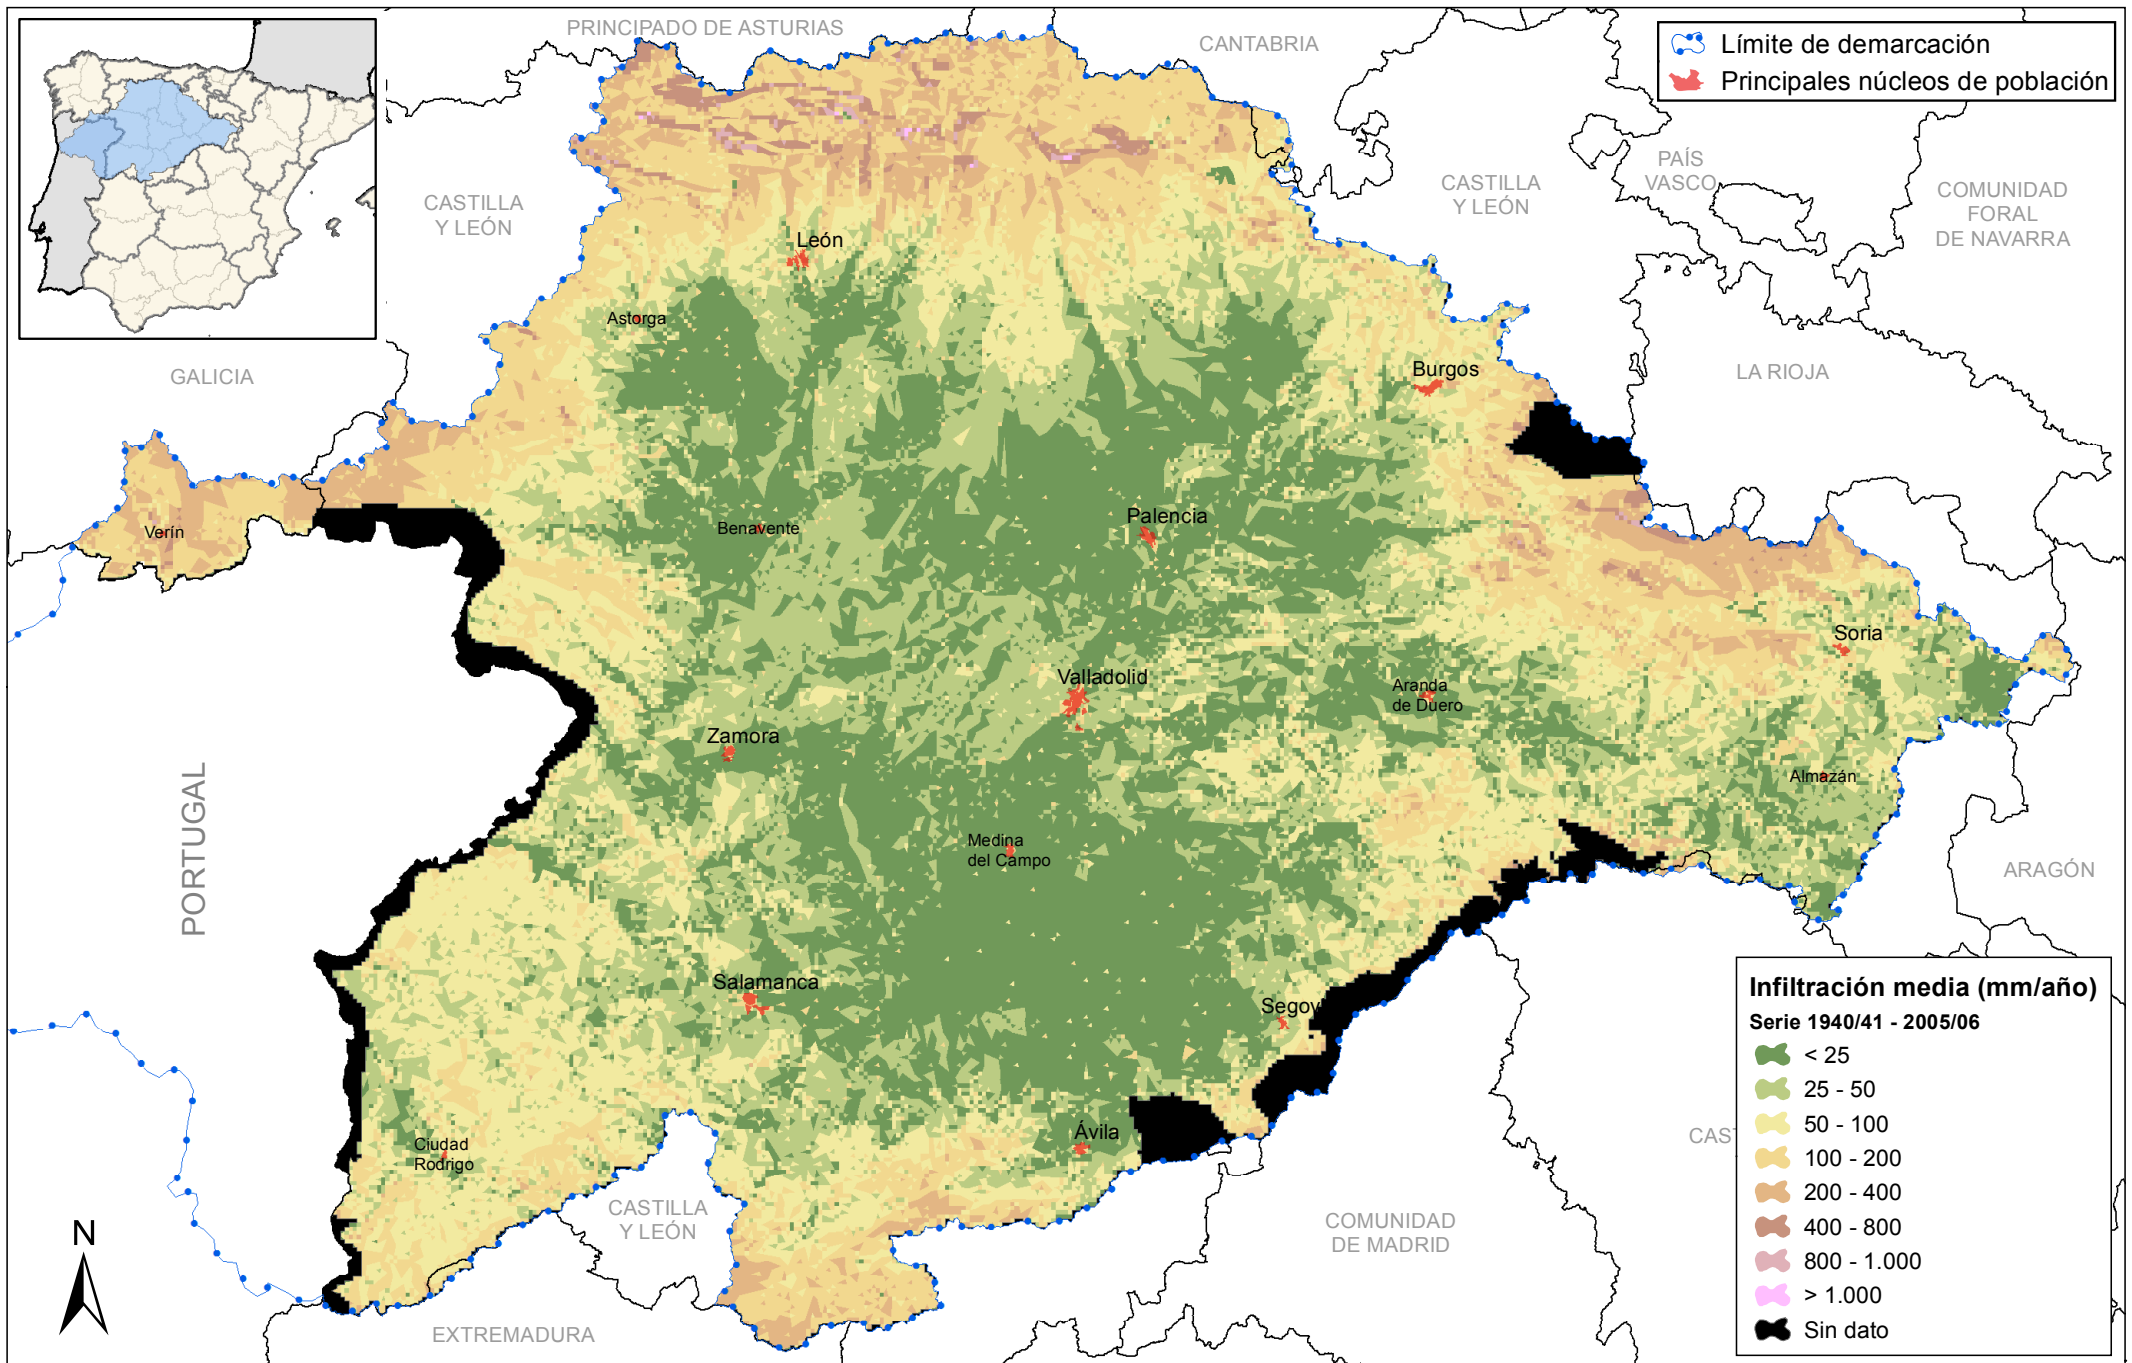 PRINCIPADO DE ASTURIAS
CANTABRIA
Límite de demarcación
Principales núcleos de población
PAÍS
VASCO
CASTILLA
Y LEÓN
COMUNIDAD
FORAL
DE NAVARRA
CASTILLA
Y LEÓN
León
Astorga
GALICIA
Burgos
LA RIOJA
Verín
Benavente
Palencia
Soria
Valladolid
Aranda
de Duero
Zamora
Almazán
PORTUGAL
Medina
del Campo
ARAGÓN
Salamanca
Segov
Ciudad
Rodrigo
Ávila
CAST
CASTILLA
Y LEÓN
COMUNIDAD
DE MADRID
EXTREMADURA
N
Infiltración media (mm/año)
Serie 1940/41 - 2005/06
< 25
25 - 50
50 - 100
100 - 200
200 - 400
400 - 800
800 - 1.000
> 1.000
Sin dato